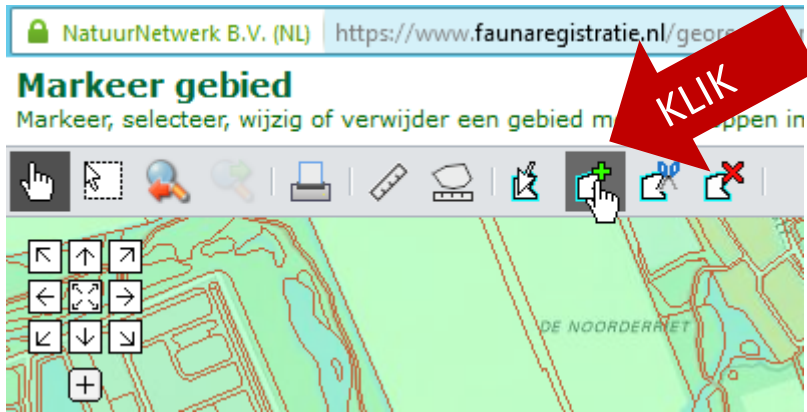 NatuurNetwerk B.V. (NL) https://www.faunaregistratie.nl/geore
KLIK
Markeer gebied
Markeer, selecteer, wijzig of verwijder een gebied m ppen in
DE NOORDERRIET